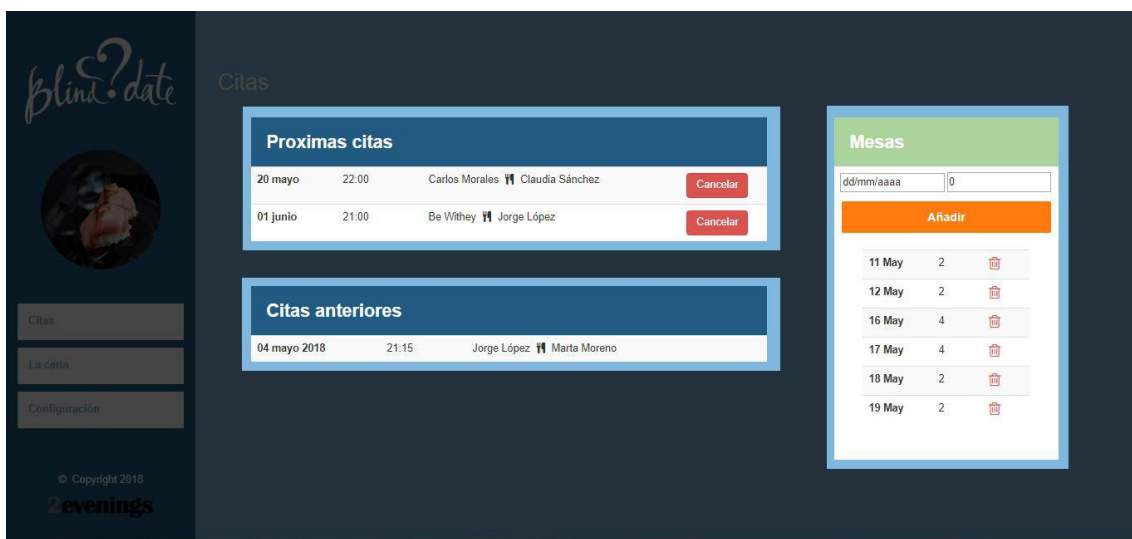 blind?date
Citas
La carta
Configuración
© Copyright 2018
2evenings
Citas
Proximas citas
20 mayo 22:00 Carlos Morales Claudia Sánchez Cancelar
01 junio 21:00 Be Withey Jorge López Cancelar
Citas anteriores
04 mayo 2018 21:15 Jorge López Marta Moreno
Mesas
dd/mm/aaaa 0
Añadir
11 May 2
12 May 2
16 May 4
17 May 4
18 May 2
19 May 2